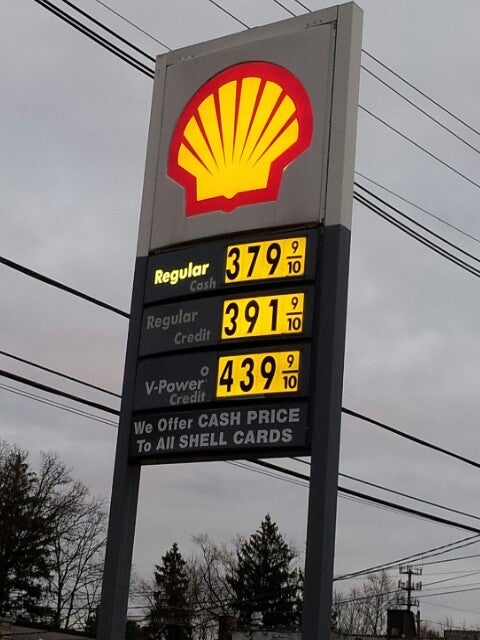 Regular 379 9/10
Cash
Regular 391 9/10
Credit
V-Power 439 9/10
Credit
We Offer CASH PRICE
To All SHELL CARDS